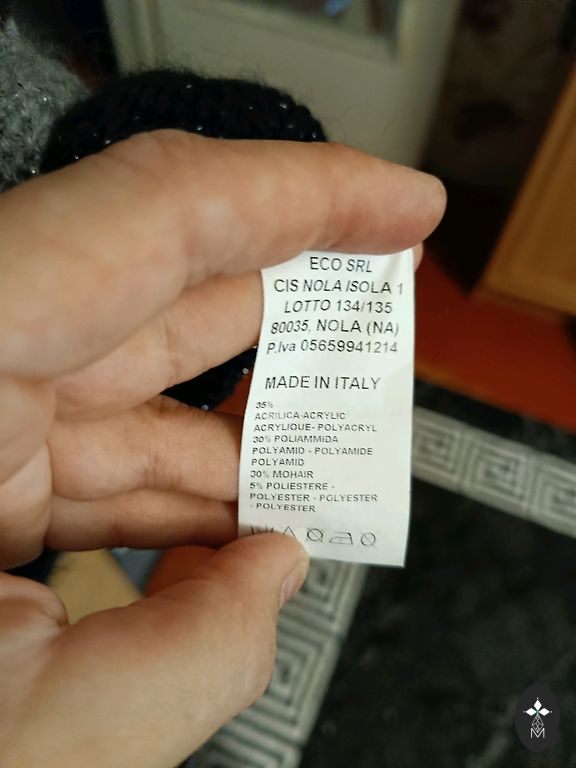 ECO SRL
CIS NOLA ISOLA 1
LOTTO 134/135
80035, NOLA (NA)
P.Iva 05659941214
MADE IN ITALY
35%
ACRILICA-ACRYLIC
ACRYLIQUE- POLYACRYL
30% POLIAMMIDA
POLYAMID - POLYAMIDE
POLYAMID
30% MOHAIR
5% POLIESTERE -
POLYESTER - POLYESTER
- POLYESTER
M